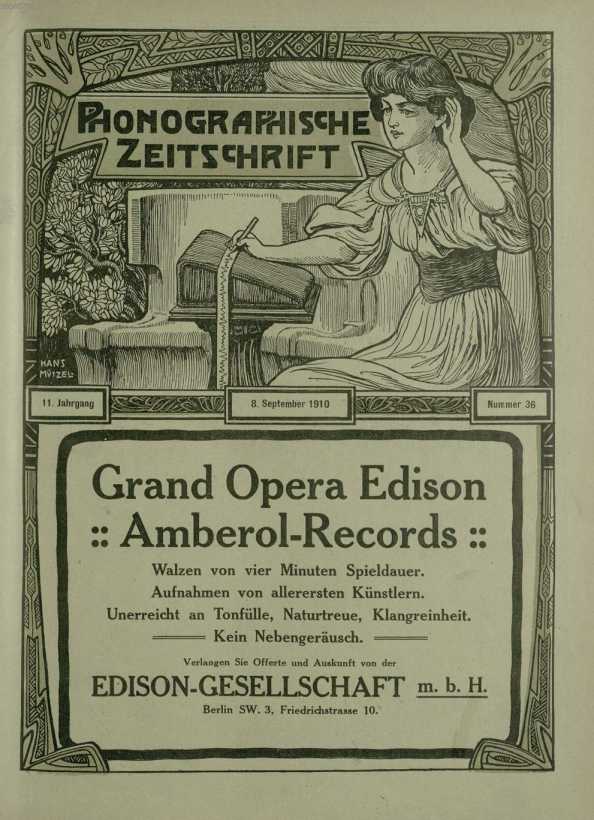 PHONOGRAPHISCHE
ZEITSCHRIFT
HANS
MÜTZEL
11. Jahrgang
8. September 1910
Nummer 36
Grand Opera Edison
:: Amberol-Records ::
Walzen von vier Minuten Spieldauer.
Aufnahmen von allerersten Künstlern.
Unerreicht an Tonfülle, Naturtreue, Klangreinheit.
Kein Nebengeräusch.
Verlangen Sie Offerte und Auskunft von der
EDISON-GESELLSCHAFT m. b. H.
Berlin SW. 3, Friedrichstrasse 10.